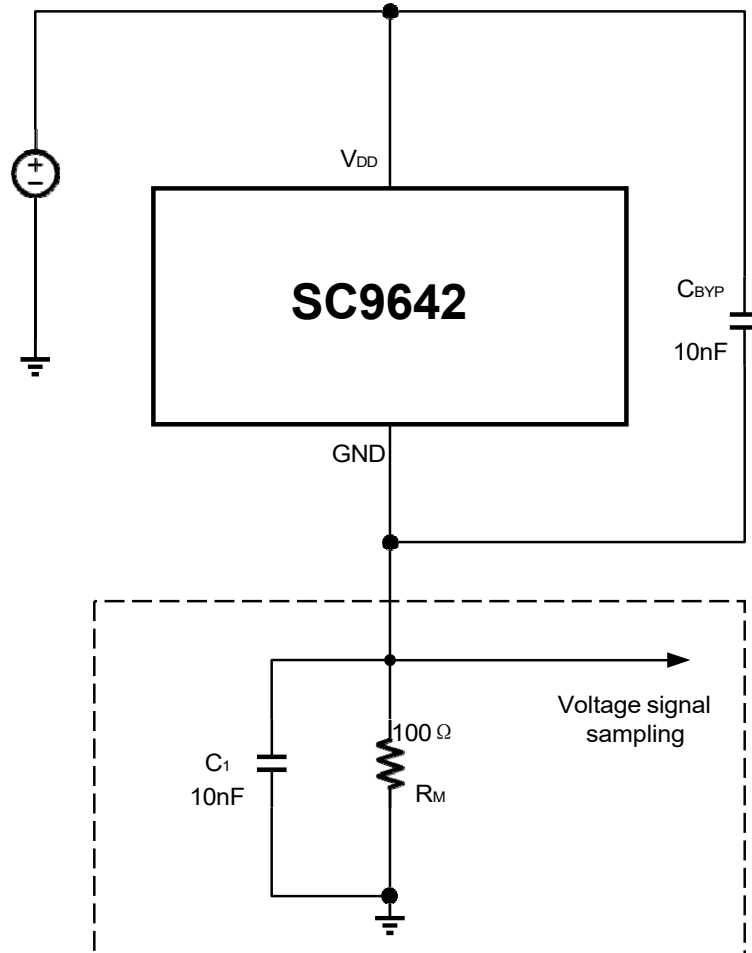 +
−
VDD
SC9642
CBYP
10nF
GND
Voltage signal
sampling
100 Ω
C1
10nF
RM